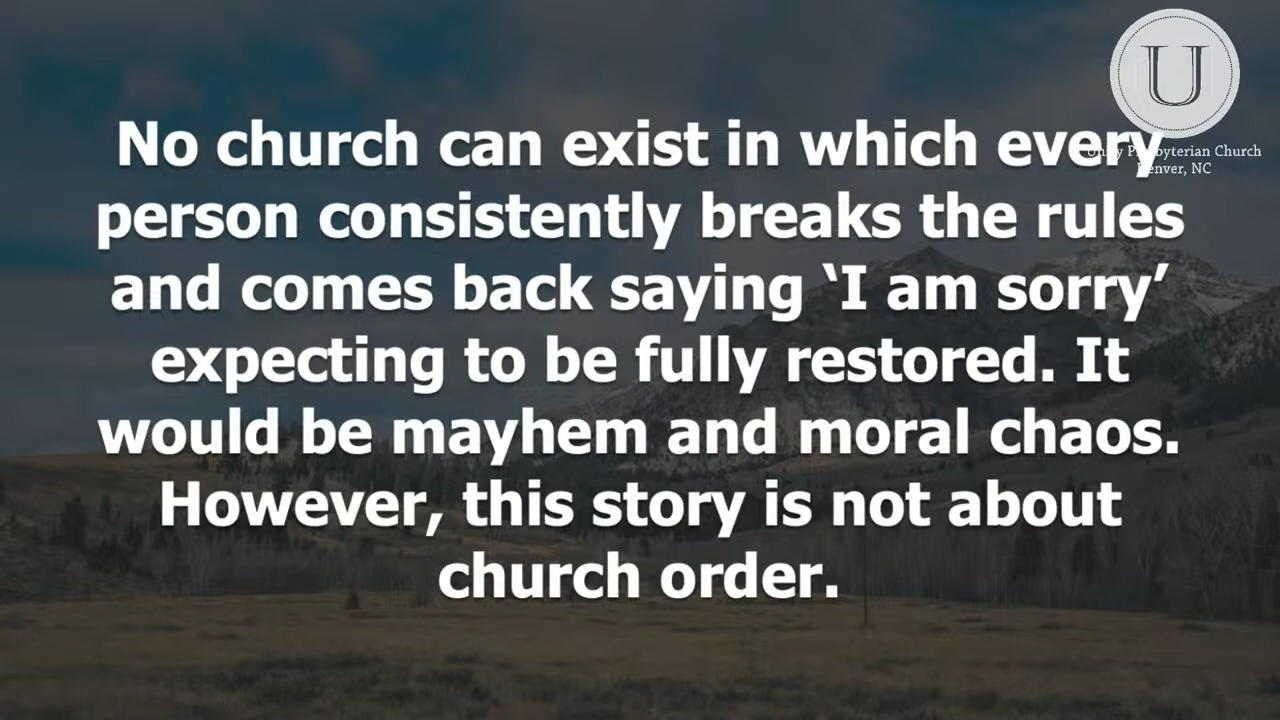 U
Unity Presbyterian Church
Denver, NC
No church can exist in which every
person consistently breaks the rules
and comes back saying ‘I am sorry’
expecting to be fully restored. It
would be mayhem and moral chaos.
However, this story is not about
church order.